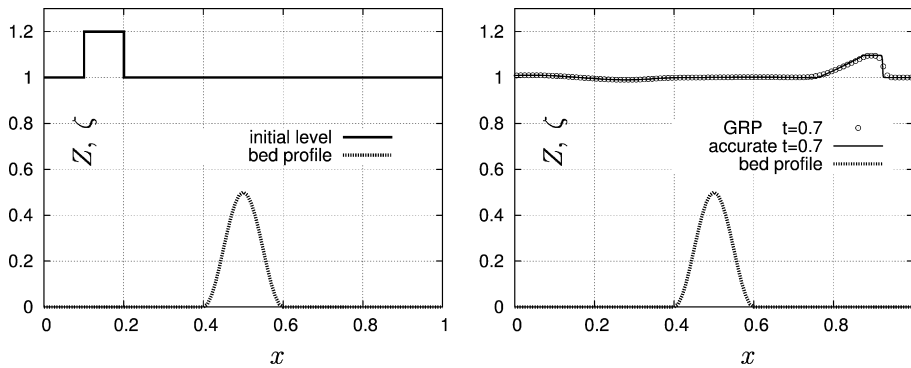 1.2
1
0.8
0.6
0.4
0.2
0
Z, ζ
initial level
bed profile
0 0.2 0.4 0.6 0.8 1
x
1.2
1
0.8
0.6
0.4
0.2
0
Z, ζ
GRP t=0.7
accurate t=0.7
bed profile
0 0.2 0.4 0.6 0.8
x